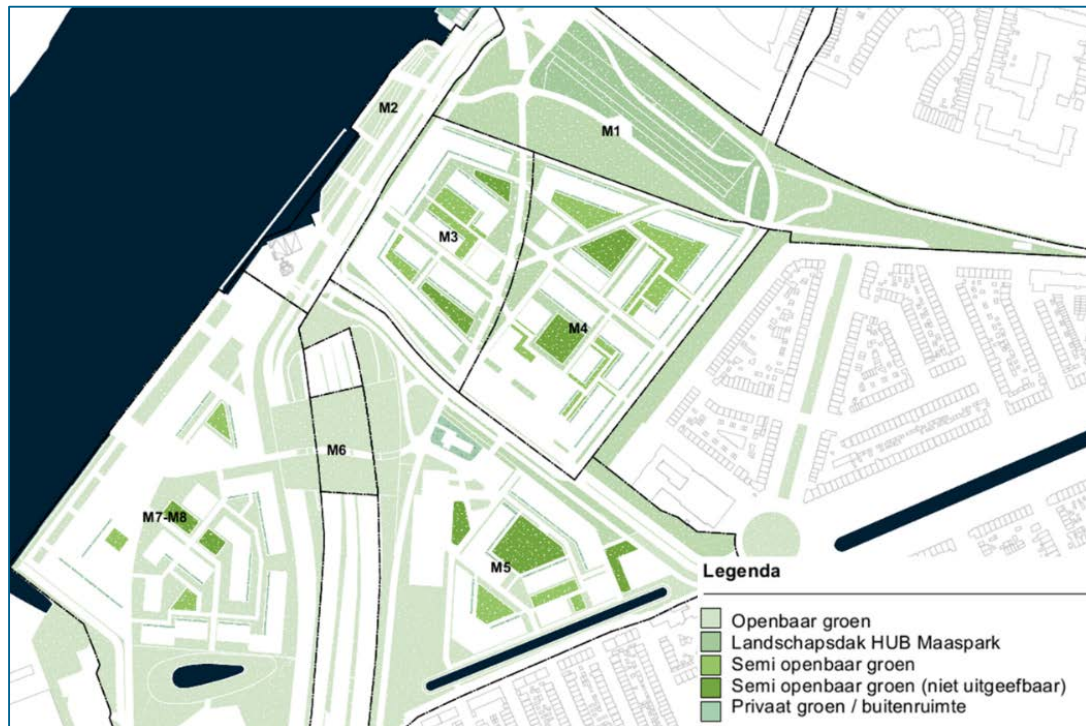 M2
M1
M3
M4
M6
M7-M8
M5
Legenda
Openbaar groen
Landschapsdak HUB Maaspark
Semi openbaar groen
Semi openbaar groen (niet uitgeefbaar)
Privaat groen / buitenruimte